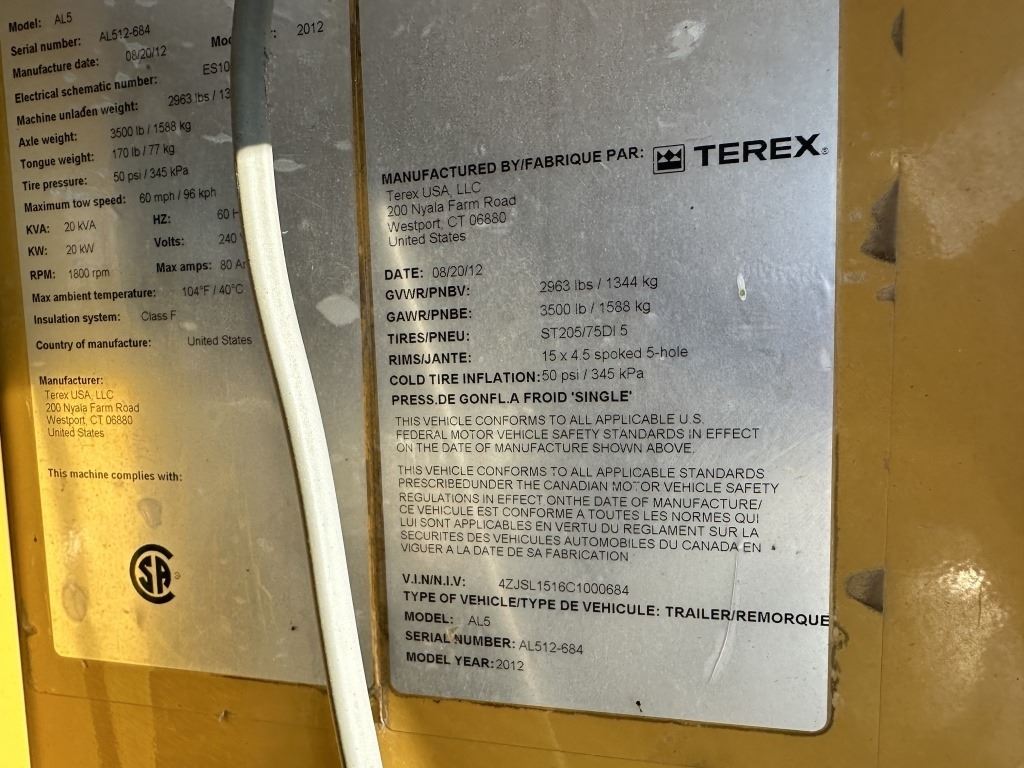 Model: AL5
Serial number: AL512-684
Manufacture date: 08/20/12 2012
Electrical schematic number:
Machine unladen weight: 2963 lbs /
Axle weight: 3500 lb / 1588 kg
Tongue weight: 170 lb / 77 kg
Tire pressure: 50 psi / 345 kPa
Maximum tow speed: 60 mph / 96 kph
KVA: 20 kVA HZ: 60
KW: 20 kW Volts: 240
RPM: 1800 rpm Max amps: 80
Max ambient temperature: 104°F / 40°C
Insulation system: Class F
Country of manufacture: United States
Manufacturer:
Terex USA, LLC
200 Nyala Farm Road
Westport, CT 06880
United States
This machine complies with:
SA
MANUFACTURED BY/FABRIQUE PAR: TEREX®
Terex USA, LLC
200 Nyala Farm Road
Westport, CT 06880
United States
DATE: 08/20/12
GVWR/PNBV: 2963 lbs / 1344 kg
GAWR/PNBE: 3500 lb / 1588 kg
TIRES/PNEU: ST205/75DI 5
RIMS/JANTE: 15 x 4.5 spoked 5-hole
COLD TIRE INFLATION: 50 psi / 345 kPa
PRESS.DE GONFL.A FROID 'SINGLE'
THIS VEHICLE CONFORMS TO ALL APPLICABLE U.S.
FEDERAL MOTOR VEHICLE SAFETY STANDARDS IN EFFECT
ON THE DATE OF MANUFACTURE SHOWN ABOVE.
THIS VEHICLE CONFORMS TO ALL APPLICABLE STANDARDS
PRESCRIBEDUNDER THE CANADIAN MOTOR VEHICLE SAFETY
REGULATIONS IN EFFECT ONTHE DATE OF MANUFACTURE/
CE VEHICULE EST CONFORME A TOUTES LES NORMES QUI
LUI SONT APPLICABLES EN VERTU DU REGLEMENT SUR LA
SECURITES DES VEHICULES AUTOMOBILES DU CANADA EN
VIGUER A LA DATE DE SA FABRICATION
V.I.N/N.I.V: 4ZJSL1516C1000684
TYPE OF VEHICLE/TYPE DE VEHICULE: TRAILER/REMORQUE
MODEL: AL5
SERIAL NUMBER: AL512-684
MODEL YEAR: 2012